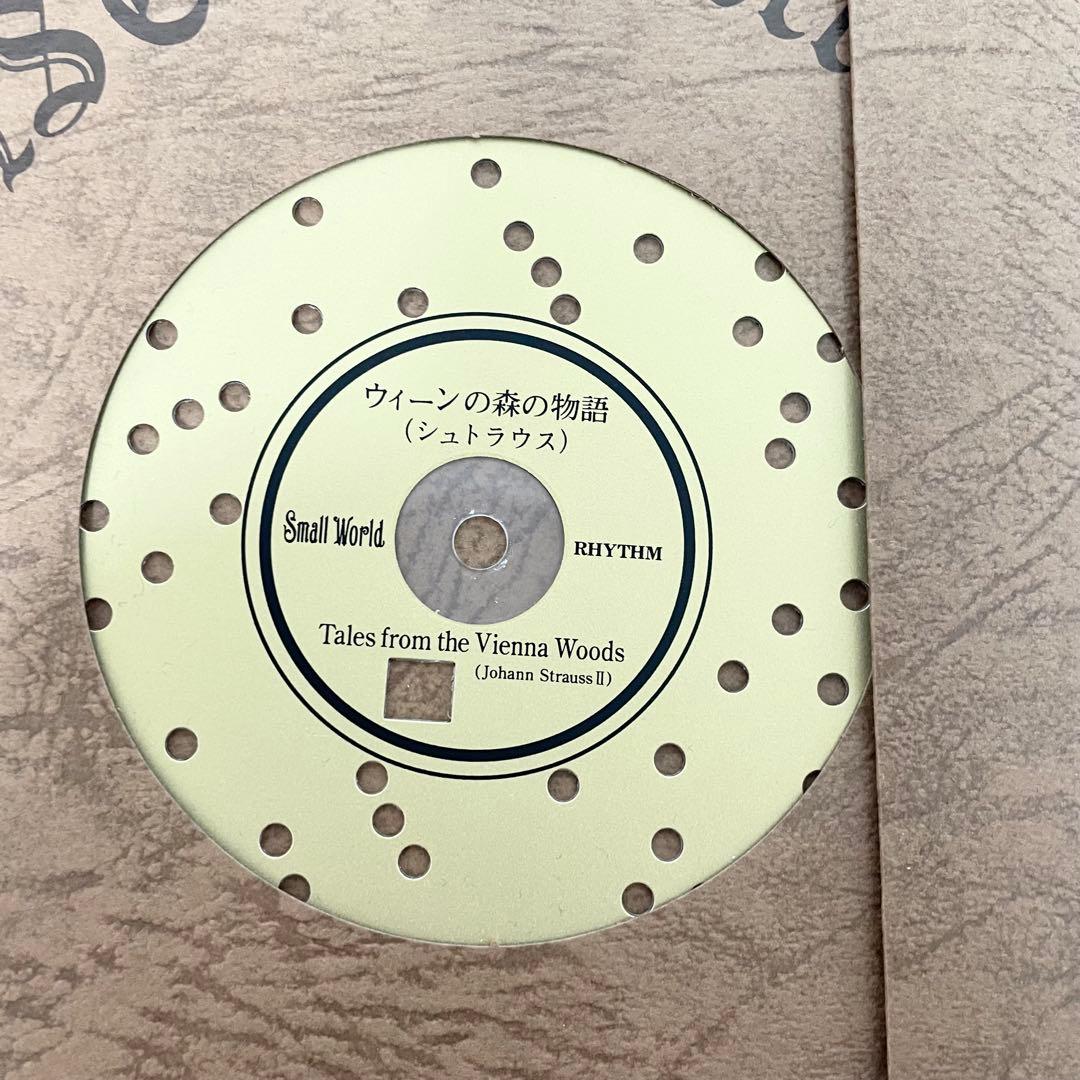 ウィーンの森の物語
（シュトラウス）
Small World
RHYTHM
Tales from the Vienna Woods
(Johann Strauss II)